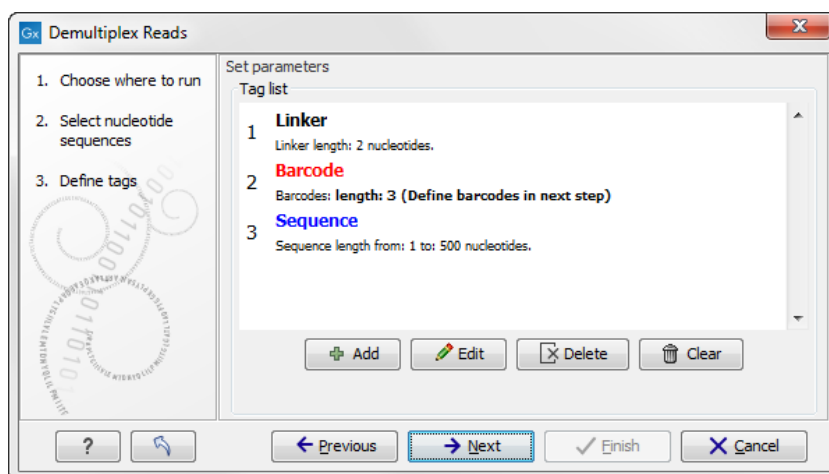 Gx Demultiplex Reads
1. Choose where to run
2. Select nucleotide
sequences
3. Define tags
Set parameters
Tag list
1 Linker
Linker length: 2 nucleotides.
2 Barcode
Barcodes: length: 3 (Define barcodes in next step)
3 Sequence
Sequence length from: 1 to: 500 nucleotides.
Add Edit Delete Clear
? Previous Next Finish Cancel